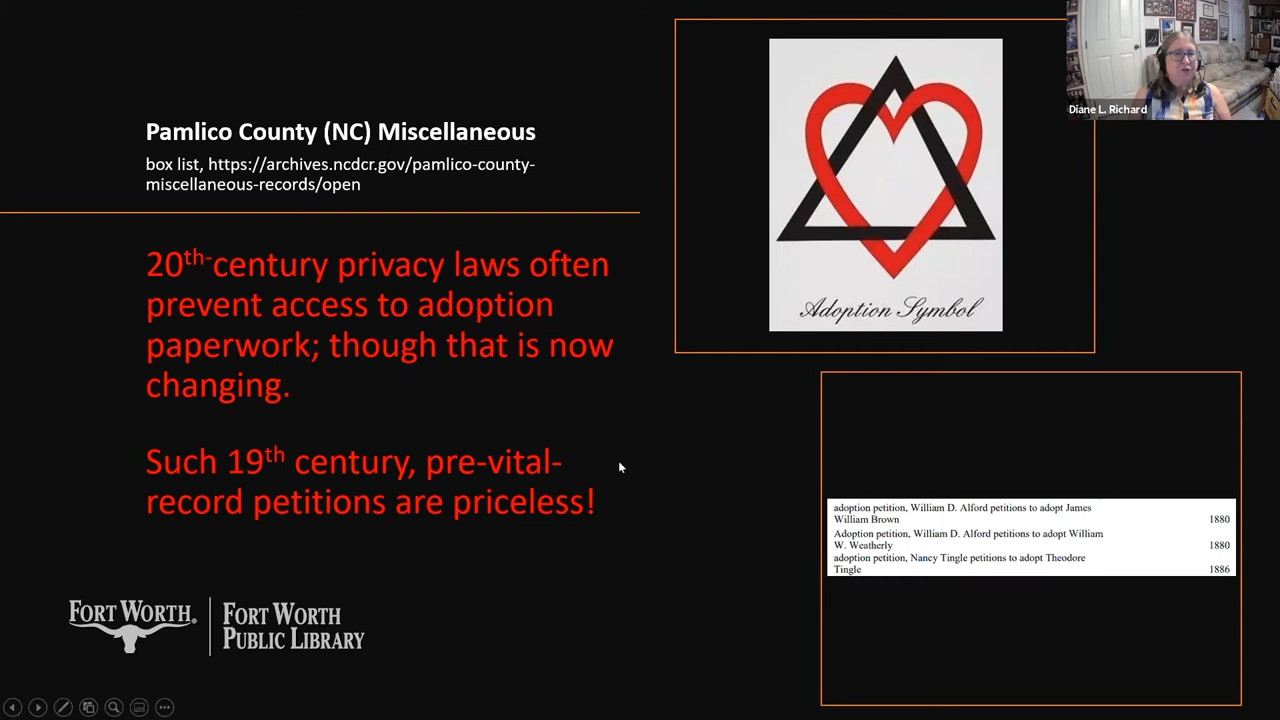 Pamlico County (NC) Miscellaneous
box list, https://archives.ncdcr.gov/pamlico-county-
miscellaneous-records/open
20th-century privacy laws often
prevent access to adoption
paperwork; though that is now
changing.
Such 19th century, pre-vital-
record petitions are priceless!
FORT WORTH®
FORT WORTH
PUBLIC LIBRARY
Adoption Symbol
Diane L. Richard
adoption petition, William D. Alford petitions to adopt James
William Brown 1880
Adoption petition, William D. Alford petitions to adopt William
W. Weatherly 1880
adoption petition, Nancy Tingle petitions to adopt Theodore
Tingle 1886